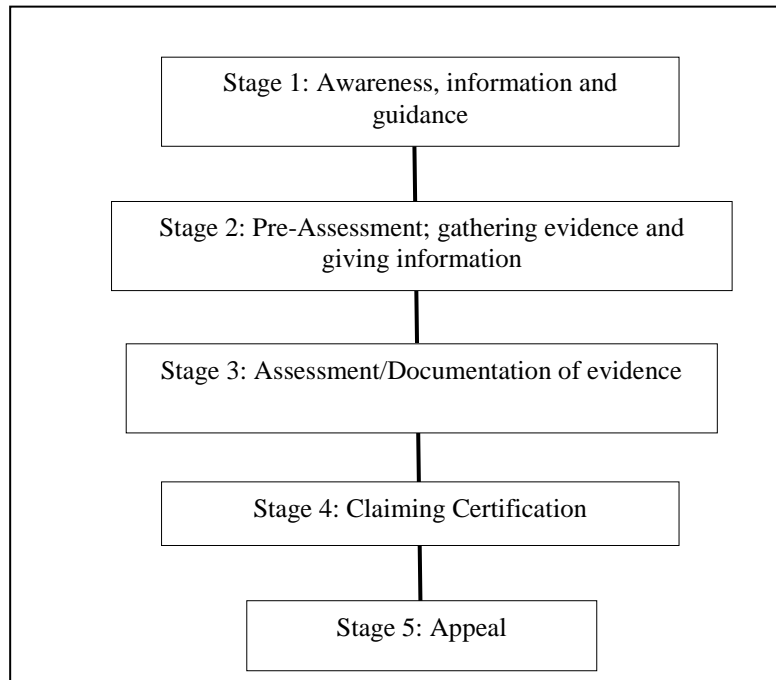 Stage 1: Awareness, information and
guidance
Stage 2: Pre-Assessment; gathering evidence and
giving information
Stage 3: Assessment/Documentation of evidence
Stage 4: Claiming Certification
Stage 5: Appeal